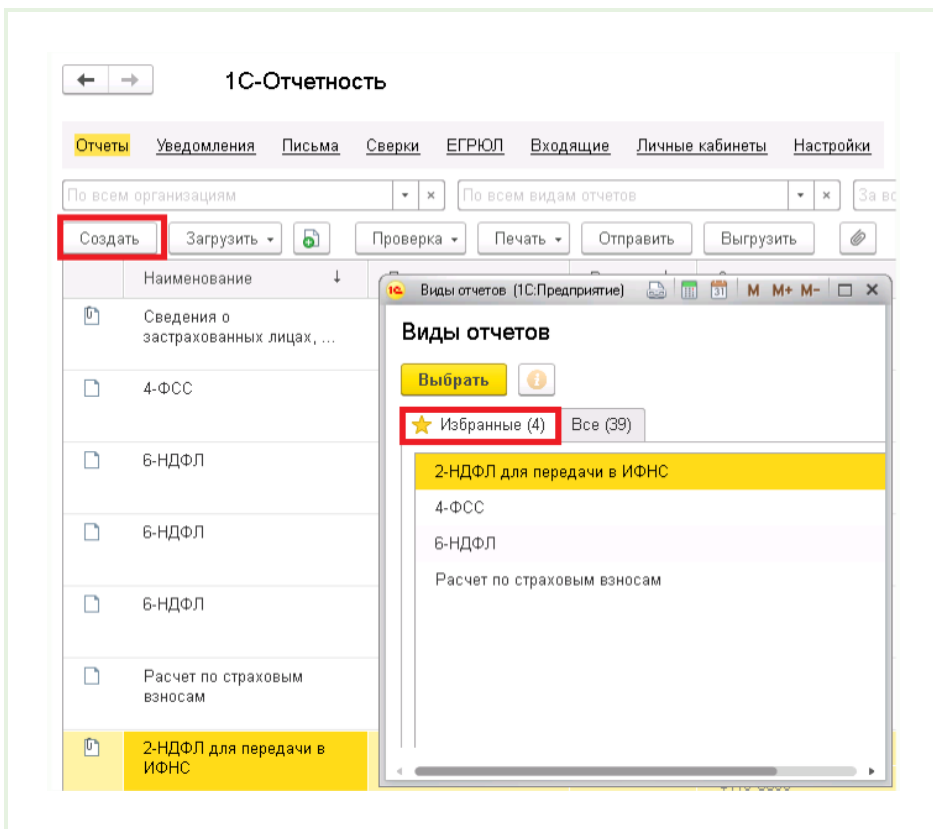 1С-Отчетность
Отчеты Уведомления Письма Сверки ЕГРЮЛ Входящие Личные кабинеты Настройки
По всем организациям По всем видам отчетов За вс
Создать Загрузить Проверка Печать Отправить Выгрузить
Наименование
Виды отчетов (1С:Предприятие) 31 M M+ M-
Сведения о
застрахованных лицах, ...
4-ФСС
6-НДФЛ
6-НДФЛ
6-НДФЛ
Расчет по страховым
взносам
2-НДФЛ для передачи в
ИФНС
Виды отчетов
Выбрать
Избранные (4) Все (39)
2-НДФЛ для передачи в ИФНС
4-ФСС
6-НДФЛ
Расчет по страховым взносам